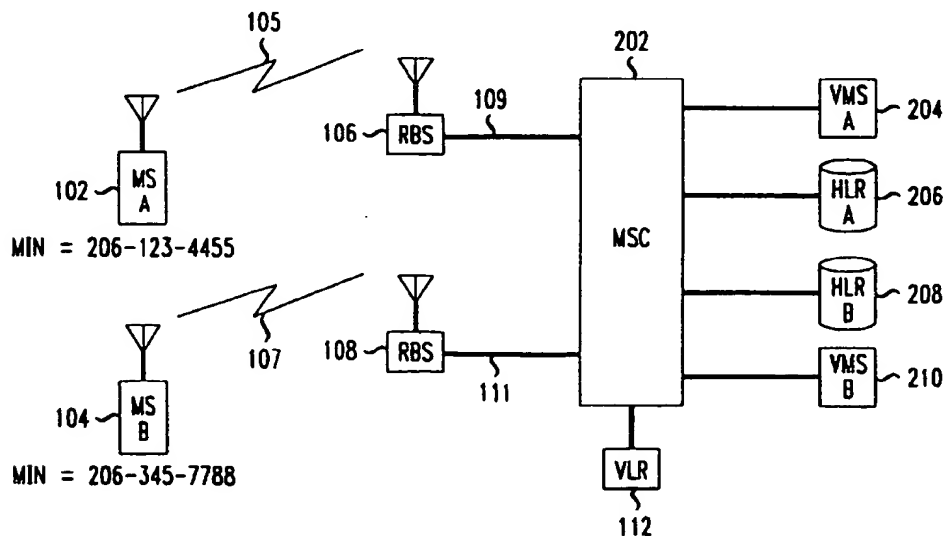 105
202
109
VMS
A
204
106
RBS
102
MS
A
HLR
A
206
MSC
MIN = 206-123-4455
HLR
B
208
107
108
RBS
111
VMS
B
210
104
MS
B
VLR
MIN = 206-345-7788
112